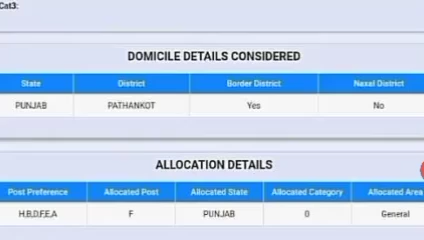 Cat3:
DOMICILE DETAILS CONSIDERED
State District Border District Naxal District
PUNJAB PATHANKOT Yes No
ALLOCATION DETAILS
Post Preference Allocated Post Allocated State Allocated Category Allocated Area
H,B,D,F,E,A F PUNJAB 0 General